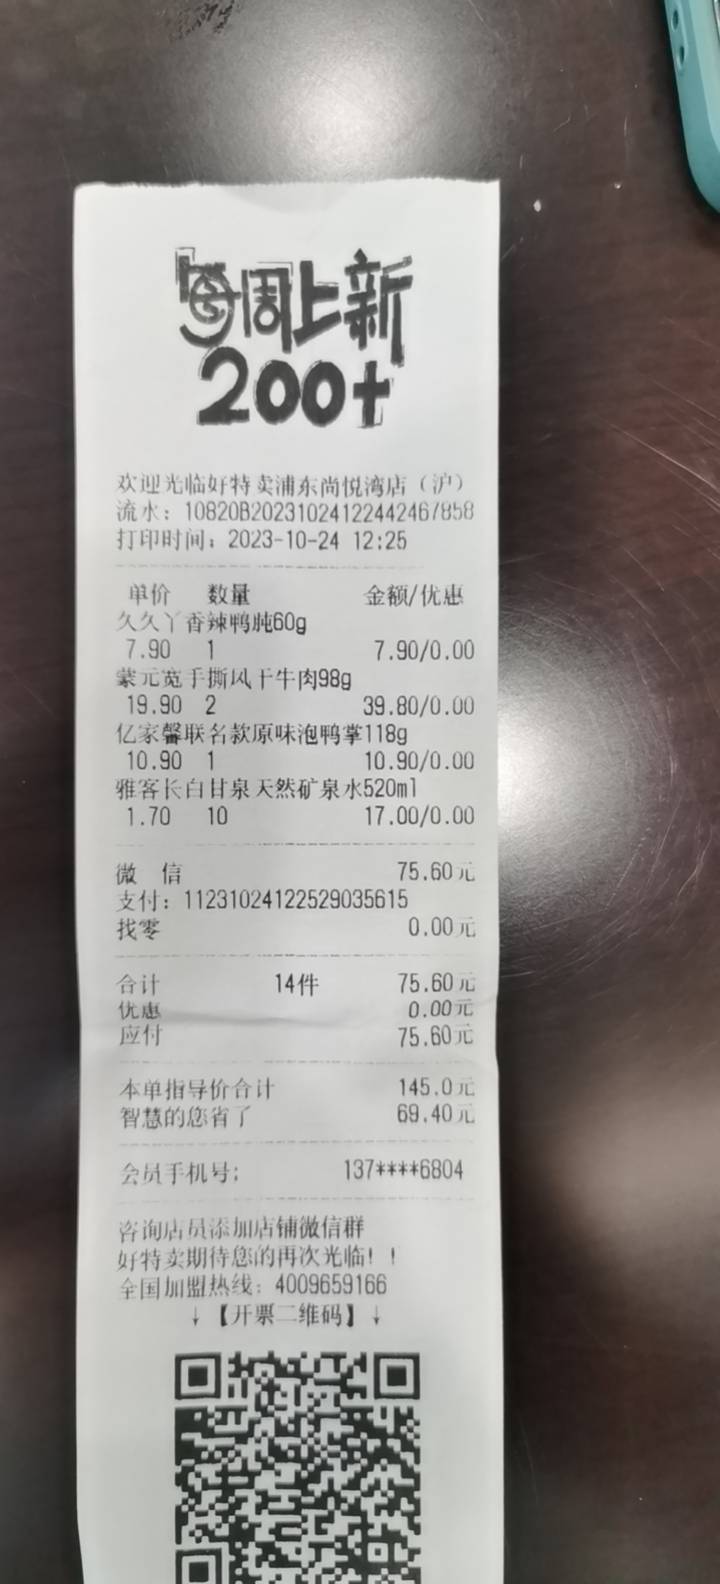 每周上新
200+
欢迎光临好特卖浦东尚悦湾店（沪）
流水：10820B20231024122442467858
打印时间：2023-10-24 12:25
单价 数量 金额/优惠
久久丫香辣鸭肫60g
7.90 1 7.90/0.00
蒙元宽手撕风干牛肉98g
19.90 2 39.80/0.00
亿家馨联名款原味泡鸭掌118g
10.90 1 10.90/0.00
雅客长白甘泉天然矿泉水520ml
1.70 10 17.00/0.00
微 信 75.60元
支付：11231024122529035615
找零 0.00元
合计 14件 75.60元
优惠 0.00元
应付 75.60元
本单指导价合计 145.0元
智慧的您省了 69.40元
会员手机号： 137****6804
咨询店员添加店铺微信群
好特卖期待您的再次光临！！
全国加盟热线：4009659166
↓【开票二维码】↓